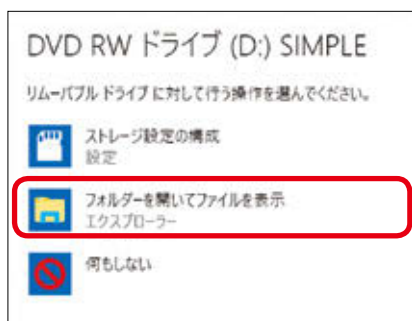 DVD RW ドライブ (D:) SIMPLE
リムーバブル ドライブ に対して行う操作を選んでください。
ストレージ設定の構成
設定
フォルダーを開いてファイルを表示
エクスプローラー
何もしない